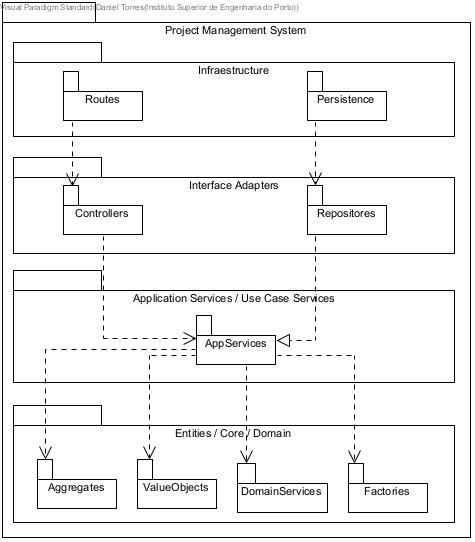 Visual Paradigm Standard(Daniel Torres(Instituto Superior de Engenharia do Porto))
Project Management System
Infraestructure
Routes
Persistence
Interface Adapters
Controllers
Repositores
Application Services / Use Case Services
AppServices
Entities / Core / Domain
Aggregates
ValueObjects
DomainServices
Factories